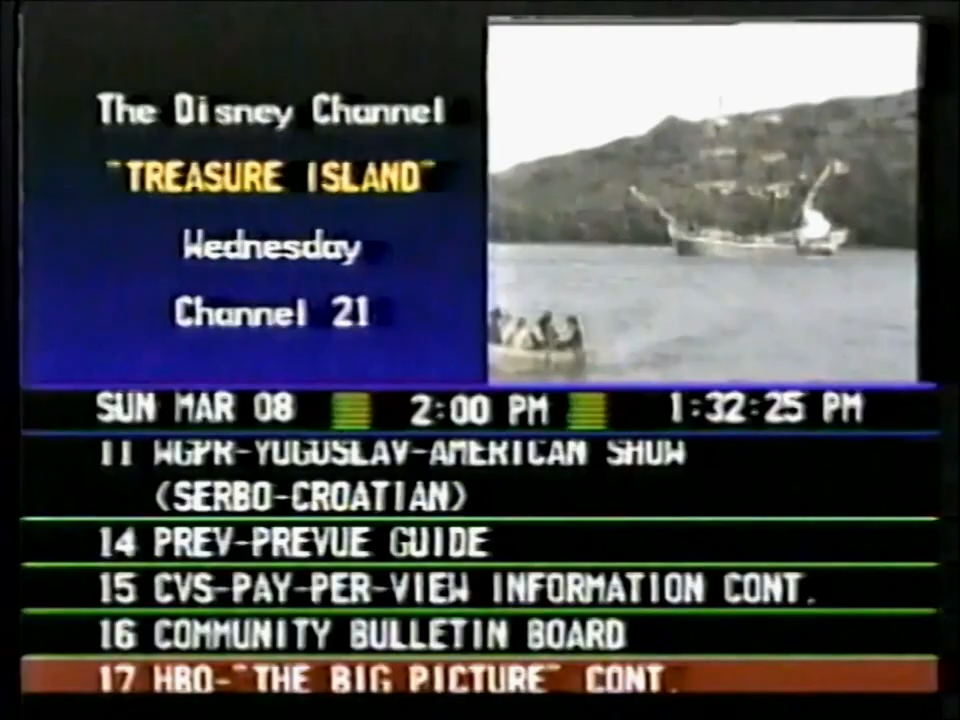 The Disney Channel
"TREASURE ISLAND"
Wednesday
Channel 21
SUN MAR 08 2:00 PM 1:32:25 PM
11 WGPR-YUGOSLAV-AMERICAN SHOW
(SERBO-CROATIAN)
14 PREV-PREVUE GUIDE
15 CVS-PAY-PER-VIEW INFORMATION CONT.
16 COMMUNITY BULLETIN BOARD
17 HBO-"THE BIG PICTURE" CONT.